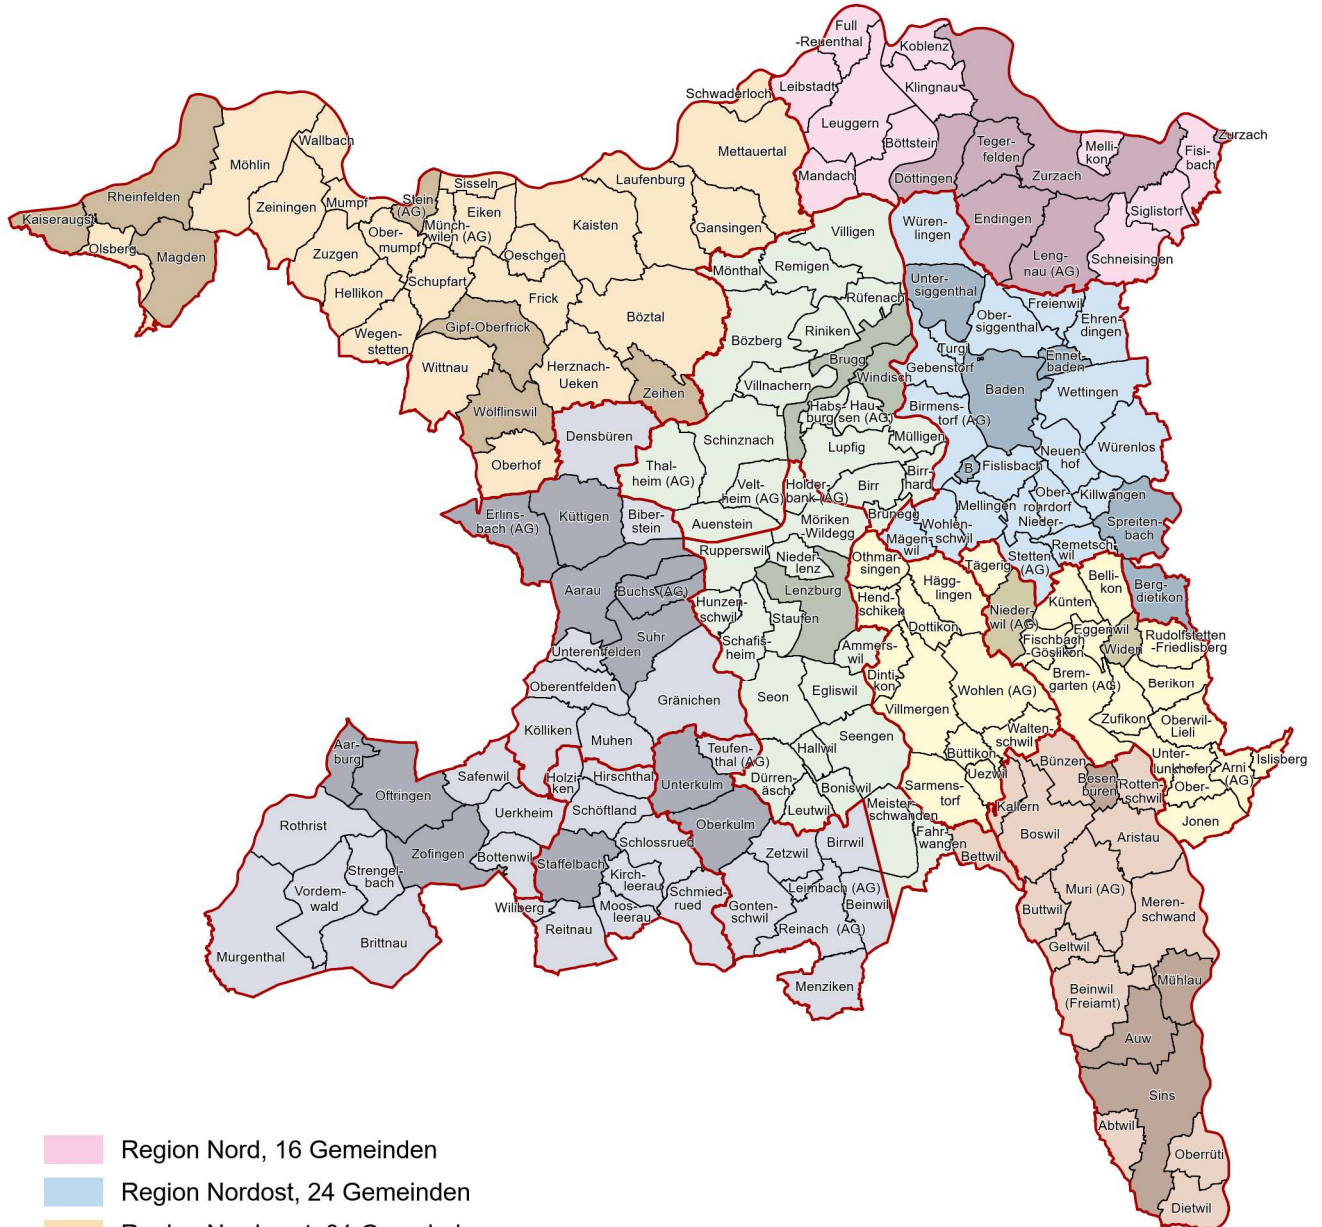 Full
-Reuenthal
Koblenz
Schwaderloch
Leibstadt
Klingnau
Leuggern
Zurzach
Wallbach
Mettauertal
Böttstein
Teger-
felden
Melli-
kon
Fisi-
bach
Möhlin
Laufenburg
Mandach
Döttingen
Zurzach
Rheinfelden
Sisseln
Stein
(AG)
Mumpf
Zeiningen
Eiken
Kaiseraugst
Münch-
wilen (AG)
Kaisten
Gansingen
Villigen
Würen-
lingen
Endingen
Siglistorf
Ober-
mumpf
Olsberg
Magden
Zuzgen
Oeschgen
Leng-
nau (AG)
Schneisingen
Mönthal
Remigen
Schupfart
Hellikon
Frick
Rüfenach
Unter-
siggenthal
Freienwil
Böztal
Ober-
siggenthal
Ehren-
dingen
Gipf-Oberfrick
Wegen-
stetten
Bözberg
Riniken
Turgi
Ennet-
baden
Wittnau
Herznach-
Ueken
Brugg
Gebenstorf
Windisch
Villnachern
Zeihen
Baden
Wettingen
Wölflinswil
Habs-
burg
Hau-
sen (AG)
Birmens-
torf (AG)
Densbüren
Schinznach
Lupfig
Mülligen
Würenlos
Oberhof
Thal-
heim (AG)
Velt-
heim (AG)
Holder-
bank (AG)
Birr
Birr-
hard
B
Fislisbach
Neuen-
hof
Killwangen
Erlins-
bach (AG)
Küttigen
Biber-
stein
Auenstein
Möriken
Wildegg
Brunegg
Mellingen
Ober-
rohrdorf
Nieder-
Wohlen-
schwil
Mägen-
wil
Spreiten-
bach
Rupperswil
Nieder-
lenz
Othmar-
singen
Tägerig
Stetten
(AG)
Remetsch-
wil
Aarau
Buchs (AG)
Lenzburg
Hägg-
lingen
Belli-
kon
Berg-
dietikon
Hunzen-
schwil
Staufen
Hend-
schiken
Nieder-
wil (AG)
Künten
Suhr
Dottikon
Eggenwil
Fischbach
-Göslikon
Widen
Rudolfstetten
-Friedlisberg
Unterentfelden
Schafis-
heim
Ammers-
wil
Oberentfelden
Gränichen
Seon
Egliswil
Dinti-
kon
Wohlen (AG)
Brem-
garten (AG)
Berikon
Villmergen
Kölliken
Muhen
Hallwil
Seengen
Walten-
schwil
Zufikon
Oberwil-
Lieli
Aar-
burg
Teufen-
thal (AG)
Büttikon
Bünzen
Unter-
lunkhofen
Ober-
Arni
(AG)
Islisberg
Safenwil
Holzi-
ken
Hirschthal
Unterkulm
Dürren-
äsch
Boniswil
Uezwil
Sarmens-
torf
Besen-
büren
Rotten-
schwil
Oftringen
Uerkheim
Schöftland
Leutwil
Meister-
schwanden
Kallern
Jonen
Rothrist
Oberkulm
Boswil
Aristau
Zofingen
Bottenwil
Staffelbach
Schlossrued
Zetzwil
Birrwil
Fahr-
wangen
Bettwil
Strengel-
bach
Kirch-
leerau
Schmied-
rued
Leimbach (AG)
Muri (AG)
Vordem-
wald
Wiliberg
Moos-
leerau
Gonten-
schwil
Beinwil
Buttwil
Meren-
schwand
Brittnau
Reitnau
Reinach (AG)
Geltwil
Murgenthal
Menziken
Beinwil
(Freiamt)
Mühlau
Auw
Sins
Abtwil
Oberrüti
Dietwil
Region Nord, 16 Gemeinden
Region Nordost, 24 Gemeinden